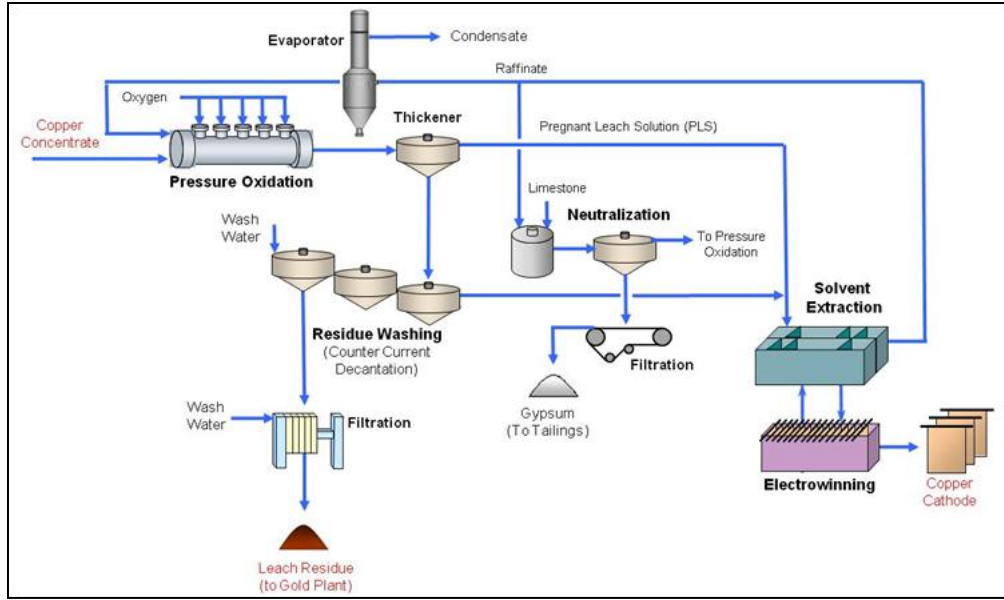 Evaporator
Condensate
Raffinate
Oxygen
Copper
Concentrate
Thickener
Pregnant Leach Solution (PLS)
Pressure Oxidation
Limestone
Neutralization
Wash
Water
To Pressure
Oxidation
Solvent
Extraction
Residue Washing
(Counter Current
Decantation)
Filtration
Wash
Water
Filtration
Gypsum
(To Tailings)
Electrowinning
Copper
Cathode
Leach Residue
(to Gold Plant)